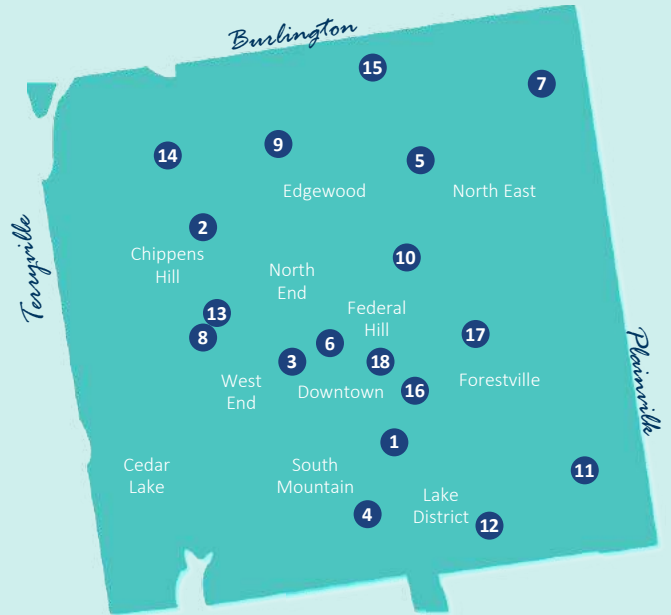 Burlington
15
7
9
14
5
Edgewood
North East
2
Chippens
Hill
10
North
End
Terryville
13
Federal
Hill
8
6
17
3
18
Plainville
West
End
Downtown
16
Forestville
1
Cedar
Lake
South
Mountain
11
Lake
District
4
12